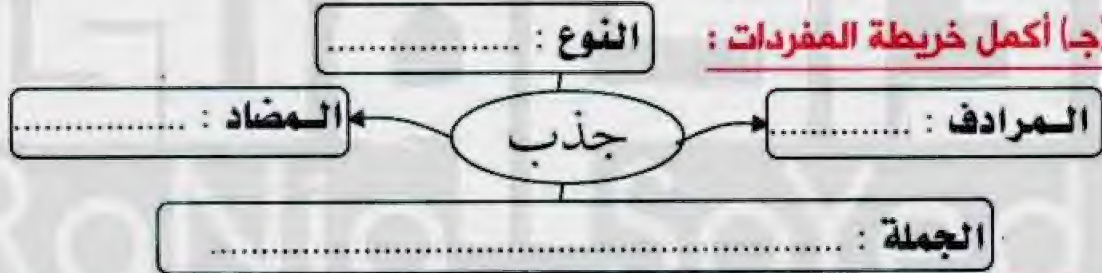 (جـ) أكمل خريطة المفردات :
النوع : ..................
المرادف : ..............
جذب
المضاد : ................
الجملة : ..........................................................